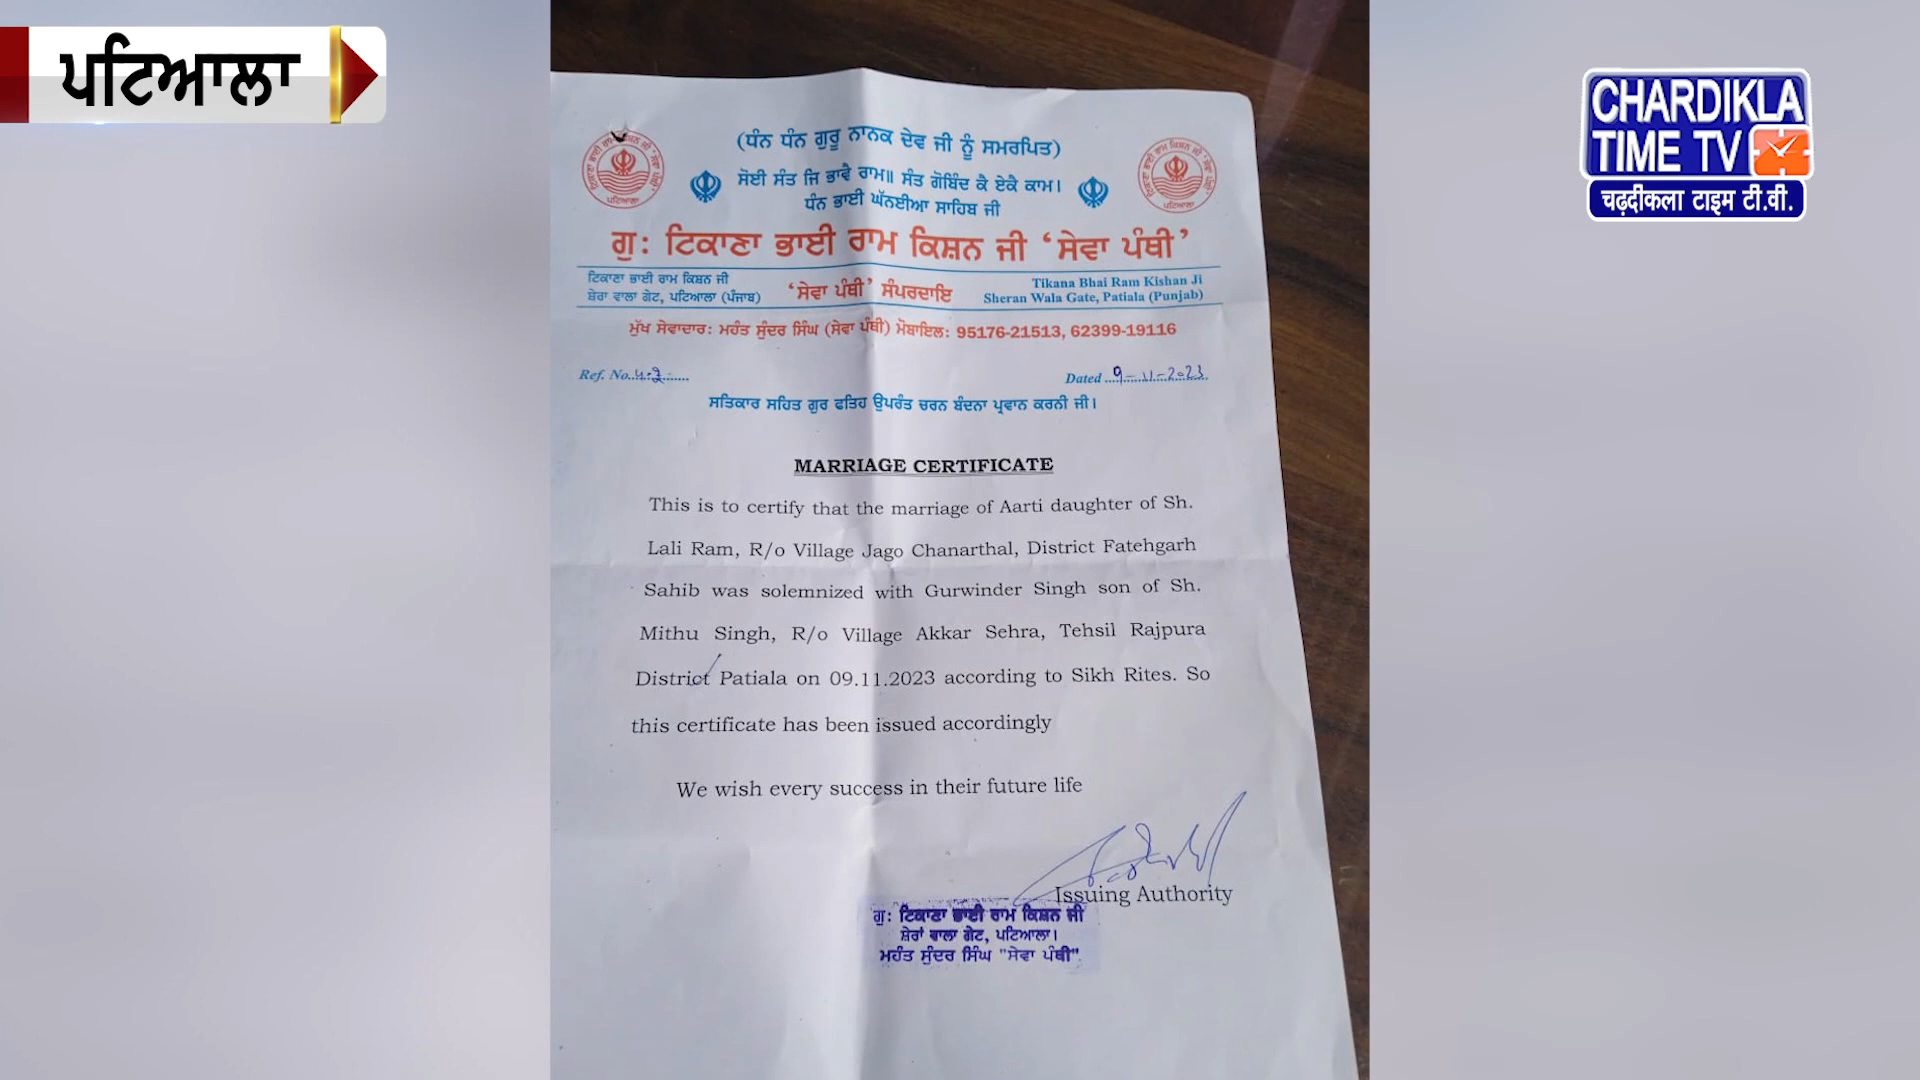 ਪਟਿਆਲਾ
CHARDIKLA
TIME TV
चढ़दीकला टाइम टी.वी.
(ਧੰਨ ਧੰਨ ਗੁਰੂ ਨਾਨਕ ਦੇਵ ਜੀ ਨੂੰ ਸਮਰਪਿਤ)
ਸੋਈ ਸੰਤ ਜਿ ਭਾਵੈ ਰਾਮ॥ ਸੰਤ ਗੋਬਿੰਦ ਕੈ ਏਕੈ ਕਾਮ।
ਧੰਨ ਭਾਈ ਘੱਨਈਆ ਸਾਹਿਬ ਜੀ
ਗੁ: ਟਿਕਾਣਾ ਭਾਈ ਰਾਮ ਕਿਸ਼ਨ ਜੀ ‘ਸੇਵਾ ਪੰਥੀ’
ਟਿਕਾਣਾ ਭਾਈ ਰਾਮ ਕਿਸ਼ਨ ਜੀ
ਸ਼ੇਰਾ ਵਾਲਾ ਗੇਟ, ਪਟਿਆਲਾ (ਪੰਜਾਬ)
‘ਸੇਵਾ ਪੰਥੀ’ ਸੰਪਰਦਾਇ
Tikana Bhai Ram Kishan Ji
Sheran Wala Gate, Patiala (Punjab)
ਮੁੱਖ ਸੇਵਾਦਾਰ: ਮਹੰਤ ਸੁੰਦਰ ਸਿੰਘ (ਸੇਵਾ ਪੰਥੀ) ਮੋਬਾਇਲ: 95176-21513, 62399-19116
Ref. No.
Dated 9-11-2023
ਸਤਿਕਾਰ ਸਹਿਤ ਗੁਰ ਫਤਿਹ ਉਪਰੰਤ ਚਰਨ ਬੰਦਨਾ ਪ੍ਰਵਾਨ ਕਰਨੀ ਜੀ।
MARRIAGE CERTIFICATE
This is to certify that the marriage of Aarti daughter of Sh.
Lali Ram, R/o Village Jago Chanarthal, District Fatehgarh
Sahib was solemnized with Gurwinder Singh son of Sh.
Mithu Singh, R/o Village Akkar Sehra, Tehsil Rajpura
District Patiala on 09.11.2023 according to Sikh Rites. So
this certificate has been issued accordingly
We wish every success in their future life
Issuing Authority
ਗੁ: ਟਿਕਾਣਾ ਭਾਈ ਰਾਮ ਕਿਸ਼ਨ ਜੀ
ਸ਼ੇਰਾਂ ਵਾਲਾ ਗੇਟ, ਪਟਿਆਲਾ।
ਮਹੰਤ ਸੁੰਦਰ ਸਿੰਘ "ਸੇਵਾ ਪੰਥੀ"